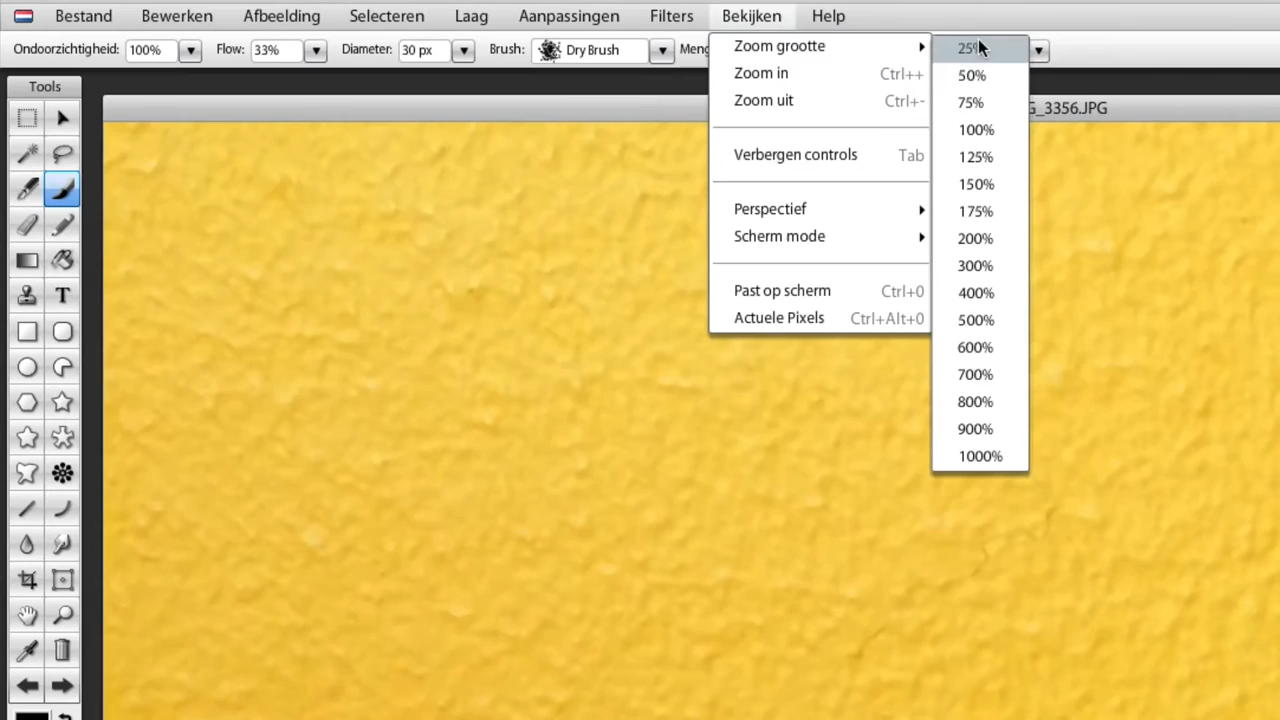 Bestand Bewerken Afbeelding Selecteren Laag Aanpassingen Filters Bekijken Help
Ondoorzichtigheid: 100% Flow: 33% Diameter: 30 px Brush: Dry Brush
Tools
G_3356.JPG
Zoom grootte
Zoom in Ctrl++
Zoom uit Ctrl+-
Verbergen controls Tab
Perspectief
Scherm mode
Past op scherm Ctrl+0
Actuele Pixels Ctrl+Alt+0
25%
50%
75%
100%
125%
150%
175%
200%
300%
400%
500%
600%
700%
800%
900%
1000%
T